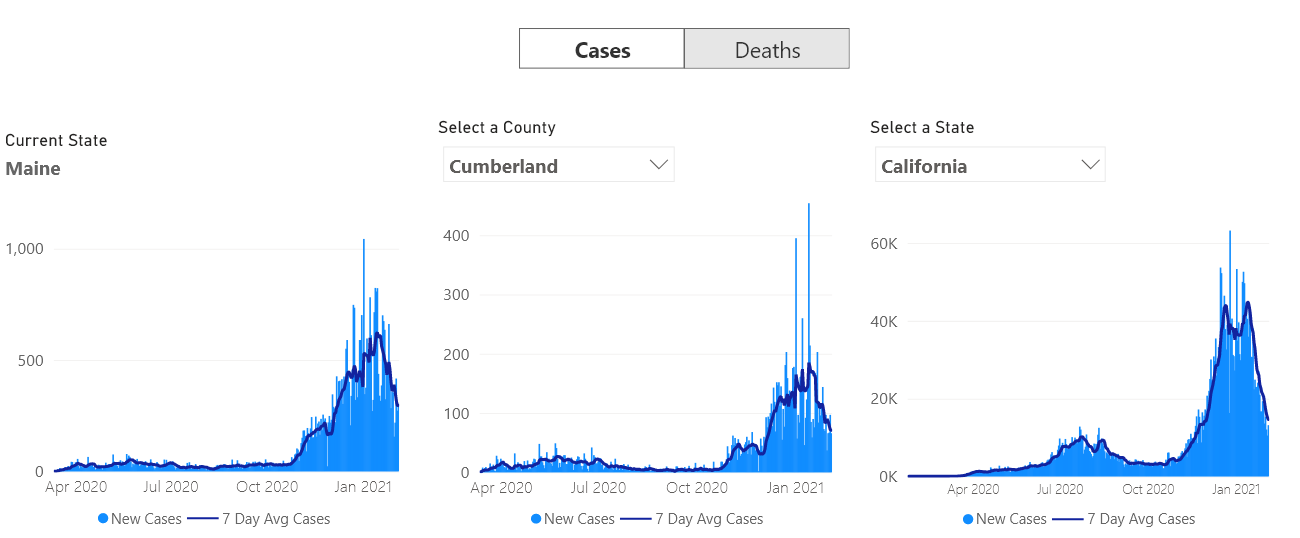 Cases Deaths
Current State
Maine
Select a County
Cumberland
Select a State
California
1,000
500
0
Apr 2020 Jul 2020 Oct 2020 Jan 2021
New Cases 7 Day Avg Cases
400
300
200
100
0
Apr 2020 Jul 2020 Oct 2020 Jan 2021
New Cases 7 Day Avg Cases
60K
40K
20K
0K
Apr 2020 Jul 2020 Oct 2020 Jan 2021
New Cases 7 Day Avg Cases